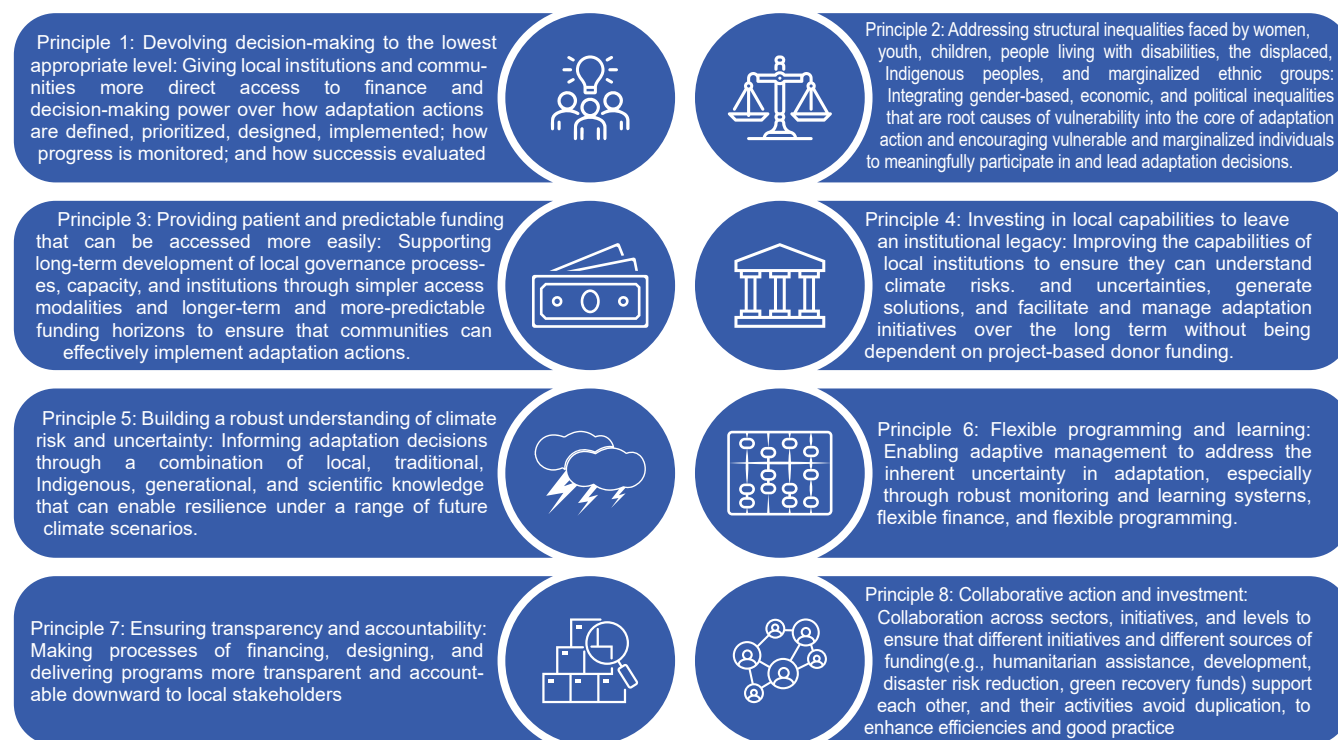 Principle 1: Devolving decision-making to the lowest
appropriate level: Giving local institutions and commu-
nities more direct access to finance and
decision-making power over how adaptation actions
are defined, prioritized, designed, implemented; how
progress is monitored; and how successis evaluated
Principle 2: Addressing structural inequalities faced by women,
youth, children, people living with disabilities, the displaced,
Indigenous peoples, and marginalized ethnic groups:
Integrating gender-based, economic, and political inequalities
that are root causes of vulnerability into the core of adaptation
action and encouraging vulnerable and marginalized individuals
to meaningfully participate in and lead adaptation decisions.
Principle 3: Providing patient and predictable funding
that can be accessed more easily: Supporting
long-term development of local governance process-
es, capacity, and institutions through simpler access
modalities and longer-term and more-predictable
funding horizons to ensure that communities can
effectively implement adaptation actions.
Principle 4: Investing in local capabilities to leave
an institutional legacy: Improving the capabilities of
local institutions to ensure they can understand
climate risks. and uncertainties, generate
solutions, and facilitate and manage adaptation
initiatives over the long term without being
dependent on project-based donor funding.
Principle 5: Building a robust understanding of climate
risk and uncertainty: Informing adaptation decisions
through a combination of local, traditional,
Indigenous, generational, and scientific knowledge
that can enable resilience under a range of future
climate scenarios.
Principle 6: Flexible programming and learning:
Enabling adaptive management to address the
inherent uncertainty in adaptation, especially
through robust monitoring and learning systerns,
flexible finance, and flexible programming.
Principle 7: Ensuring transparency and accountability:
Making processes of financing, designing, and
delivering programs more transparent and account-
able downward to local stakeholders
Principle 8: Collaborative action and investment:
Collaboration across sectors, initiatives, and levels to
ensure that different initiatives and different sources of
funding(e.g., humanitarian assistance, development,
disaster risk reduction, green recovery funds) support
each other, and their activities avoid duplication, to
enhance efficiencies and good practice